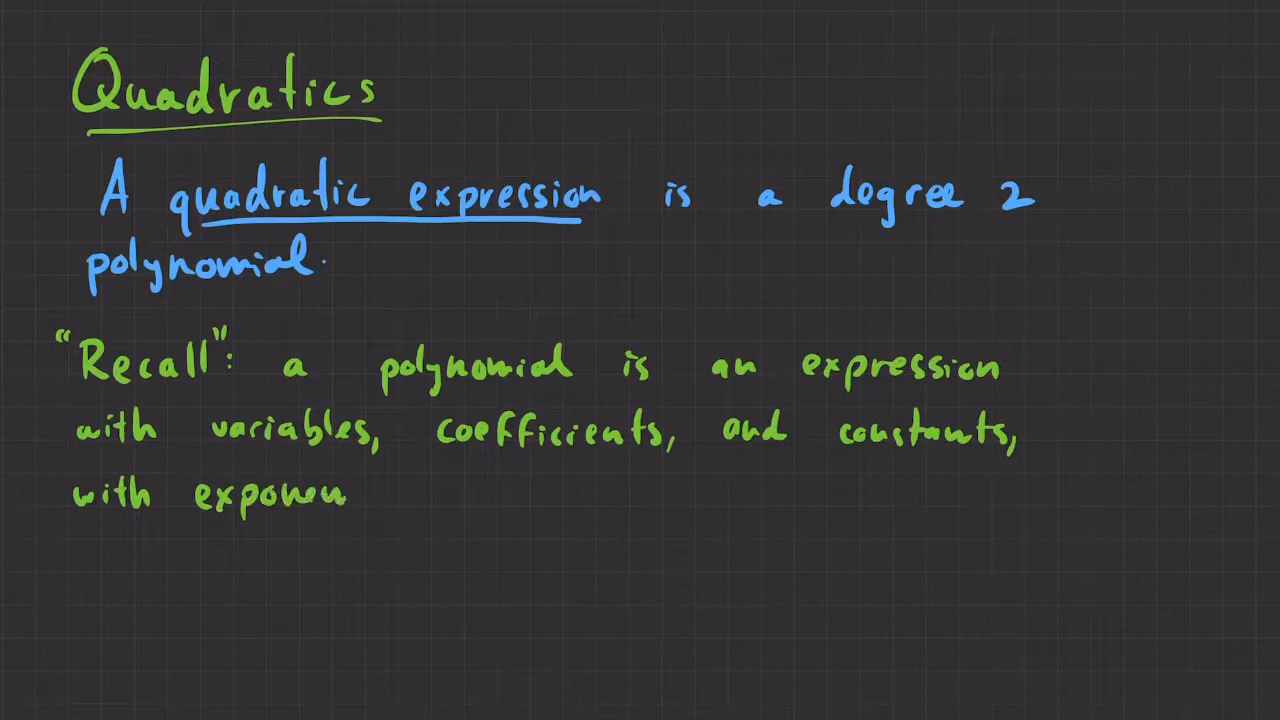 Quadratics
A quadratic expression is a degree 2
polynomial.
"Recall": a polynomial is an expression
with variables, coefficients, and constants,
with exponen